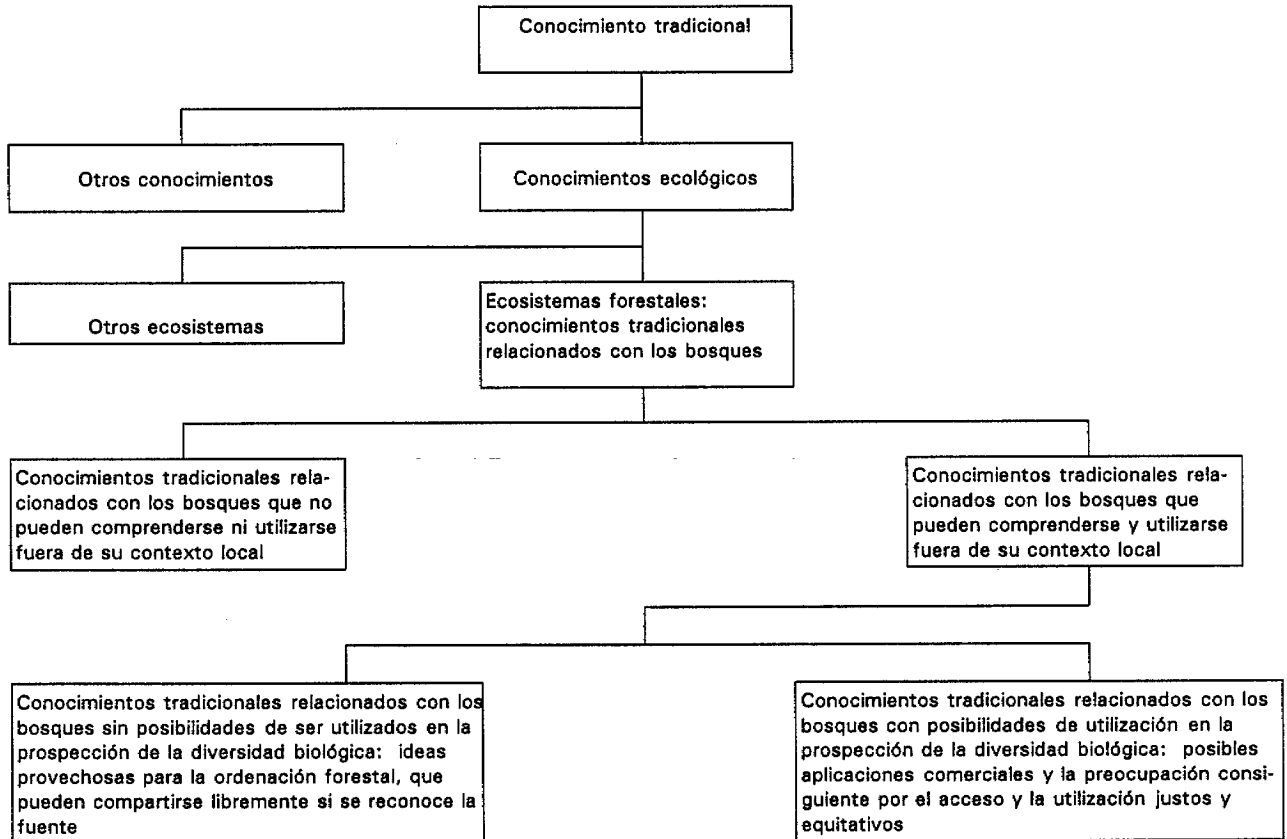 Conocimiento tradicional
Otros conocimientos
Conocimientos ecológicos
Otros ecosistemas
Ecosistemas forestales:
conocimientos tradicionales
relacionados con los bosques
Conocimientos tradicionales rela-
cionados con los bosques que no
pueden comprenderse ni utilizarse
fuera de su contexto local
Conocimientos tradicionales rela-
cionados con los bosques que
pueden comprenderse y utilizarse
fuera de su contexto local
Conocimientos tradicionales relacionados con los
bosques sin posibilidades de ser utilizados en la
prospección de la diversidad biológica: ideas
provechosas para la ordenación forestal, que
pueden compartirse libremente si se reconoce la
fuente
Conocimientos tradicionales relacionados con los
bosques con posibilidades de utilización en la
prospección de la diversidad biológica: posibles
aplicaciones comerciales y la preocupación consi-
guiente por el acceso y la utilización justos y
equitativos